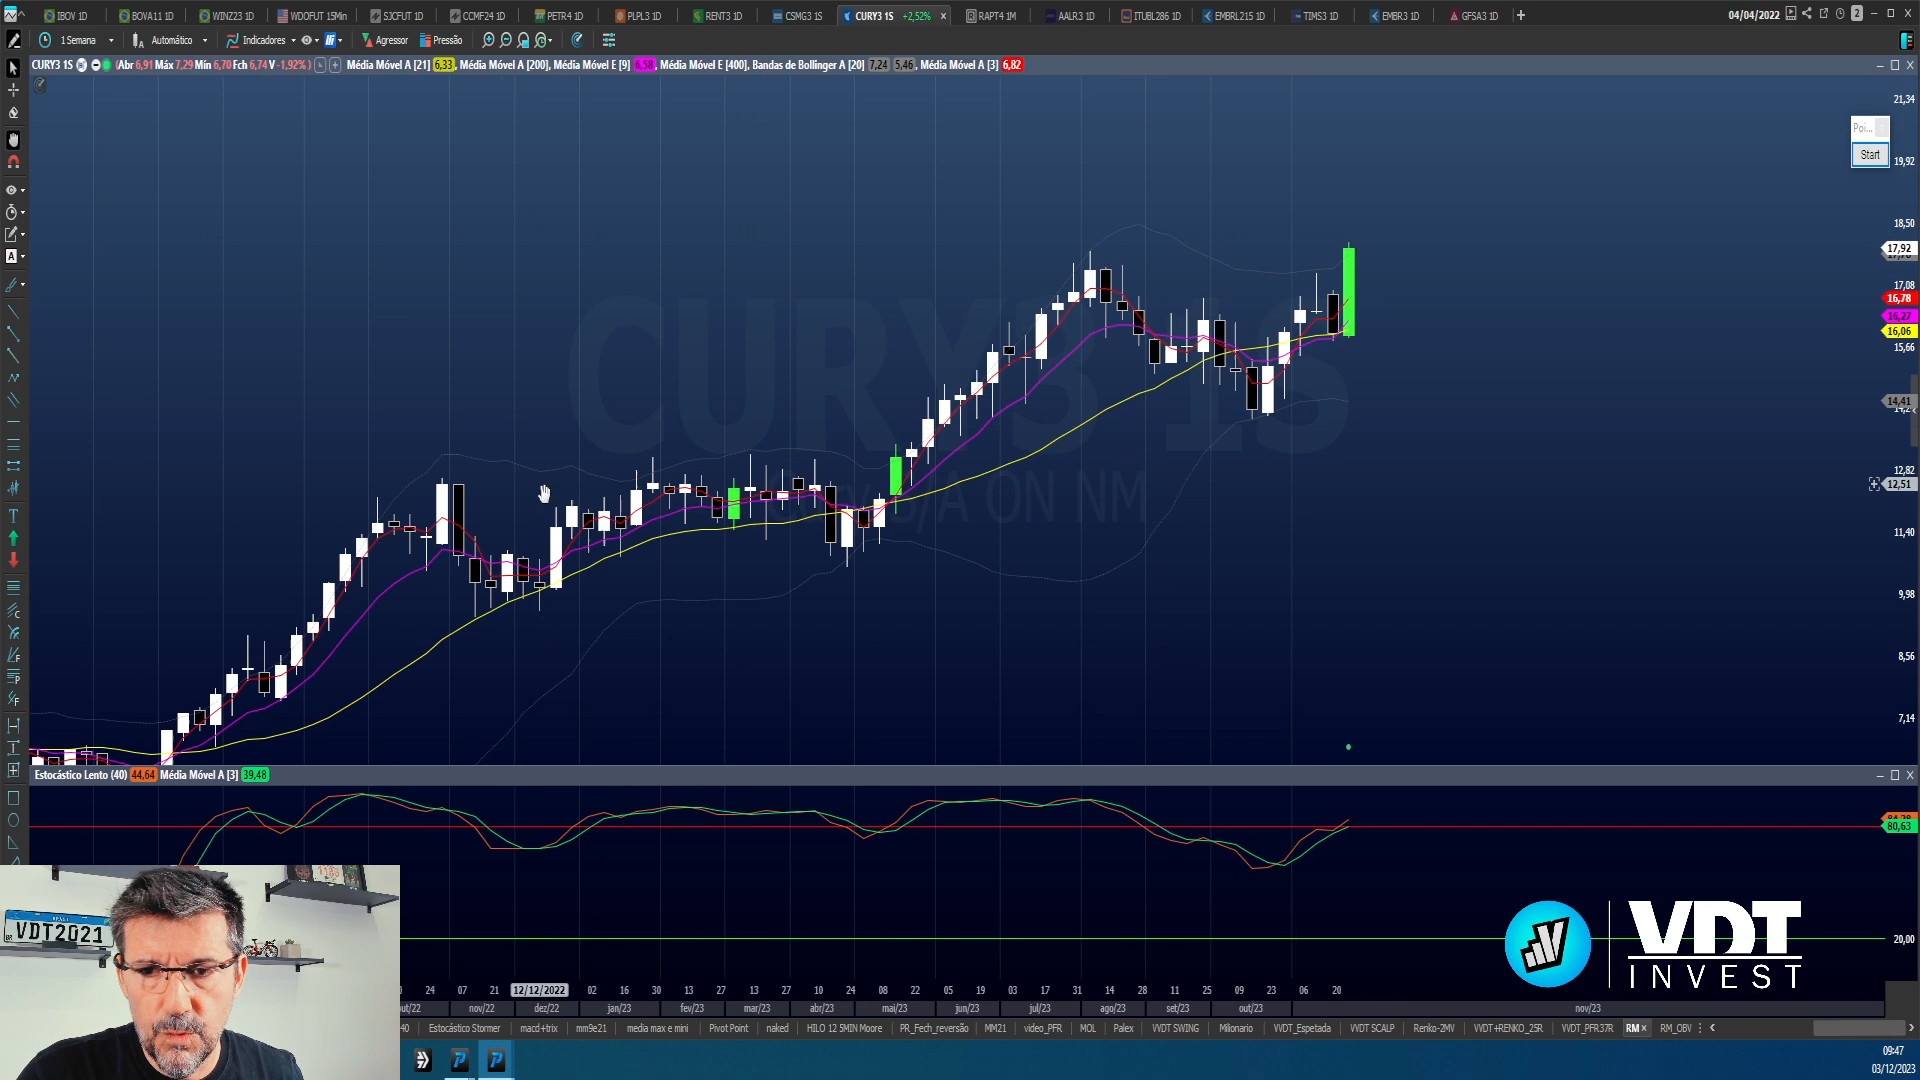 IBOV 1D BOVA11 1D WINZ23 1D WDOFUT 15Min SJCFUT 1D CCMF24 1D PETR4 1D PLPL3 1D RENT3 1D CSMG3 1S CURY3 1S +2,52% x RAPT4 1M AALR3 1D ITUBL286 1D EMBRL215 1D TIMS3 1D EMBR3 1D GFSA3 1D + 04/04/2022 2
1 Semana Automático Indicadores Agressor Pressão
CURY3 1S (Abr 6,91 Máx 7,29 Mín 6,70 Fch 6,74 V -1,92%) Média Móvel A [21] 6,33, Média Móvel A [200], Média Móvel E [9] 6,58, Média Móvel E [400], Bandas de Bollinger A [20] 7,24 5,46, Média Móvel A [3] 6,82
21,34
Poi...
Start
19,92
18,50
17,92
17,08
16,78
16,27
16,06
15,66
14,41
12,82
12,51
11,40
9,98
8,56
7,14
CURY3 1S
S/A ON NM
Estocástico Lento (40) 44,64 Média Móvel A [3] 39,48
80,63
20,00
VDT2021
VDT
INVEST
24 07 21 12/12/2022 02 16 30 13 27 13 27 10 24 08 22 05 19 03 17 31 14 28 11 25 09 23 06 20
out/22 nov/22 dez/22 jan/23 fev/23 mar/23 abr/23 mai/23 jun/23 jul/23 ago/23 set/23 out/23 nov/23
40 Estocástico Stormer macd+trix mm9e21 media max e mini Pivot Point naked HILO 12 5MIN Moore PR_Fech_reversão MM21 video_PFR MOL Palex VVDT SWING Milionario VVDT_Espetada VVDT SCALP Renko-2MV VVDT+RENKO_25R VVDT_PFR37R RM x RM_OBV
09:47
03/12/2023